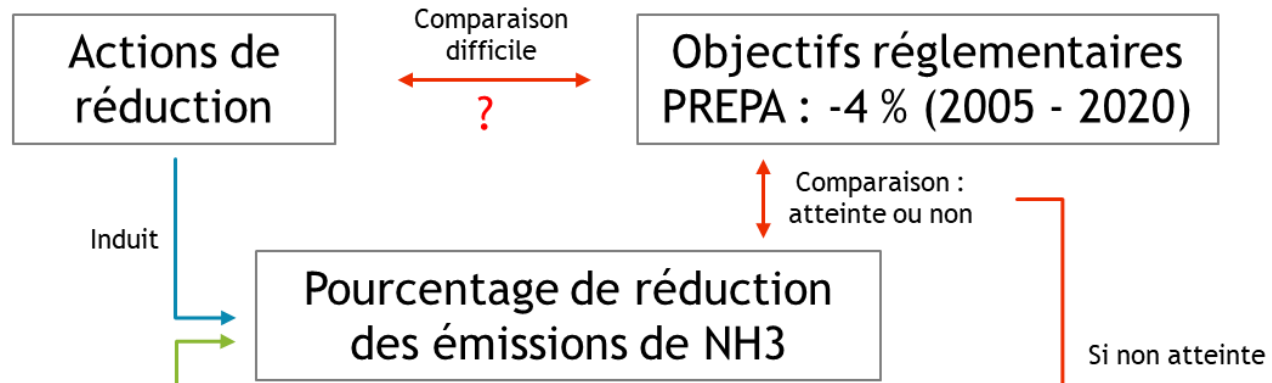 Comparaison
difficile
Actions de
réduction
?
Objectifs réglementaires
PREPA : -4 % (2005 - 2020)
Comparaison :
atteinte ou non
Induit
Pourcentage de réduction
des émissions de NH3
Si non atteinte